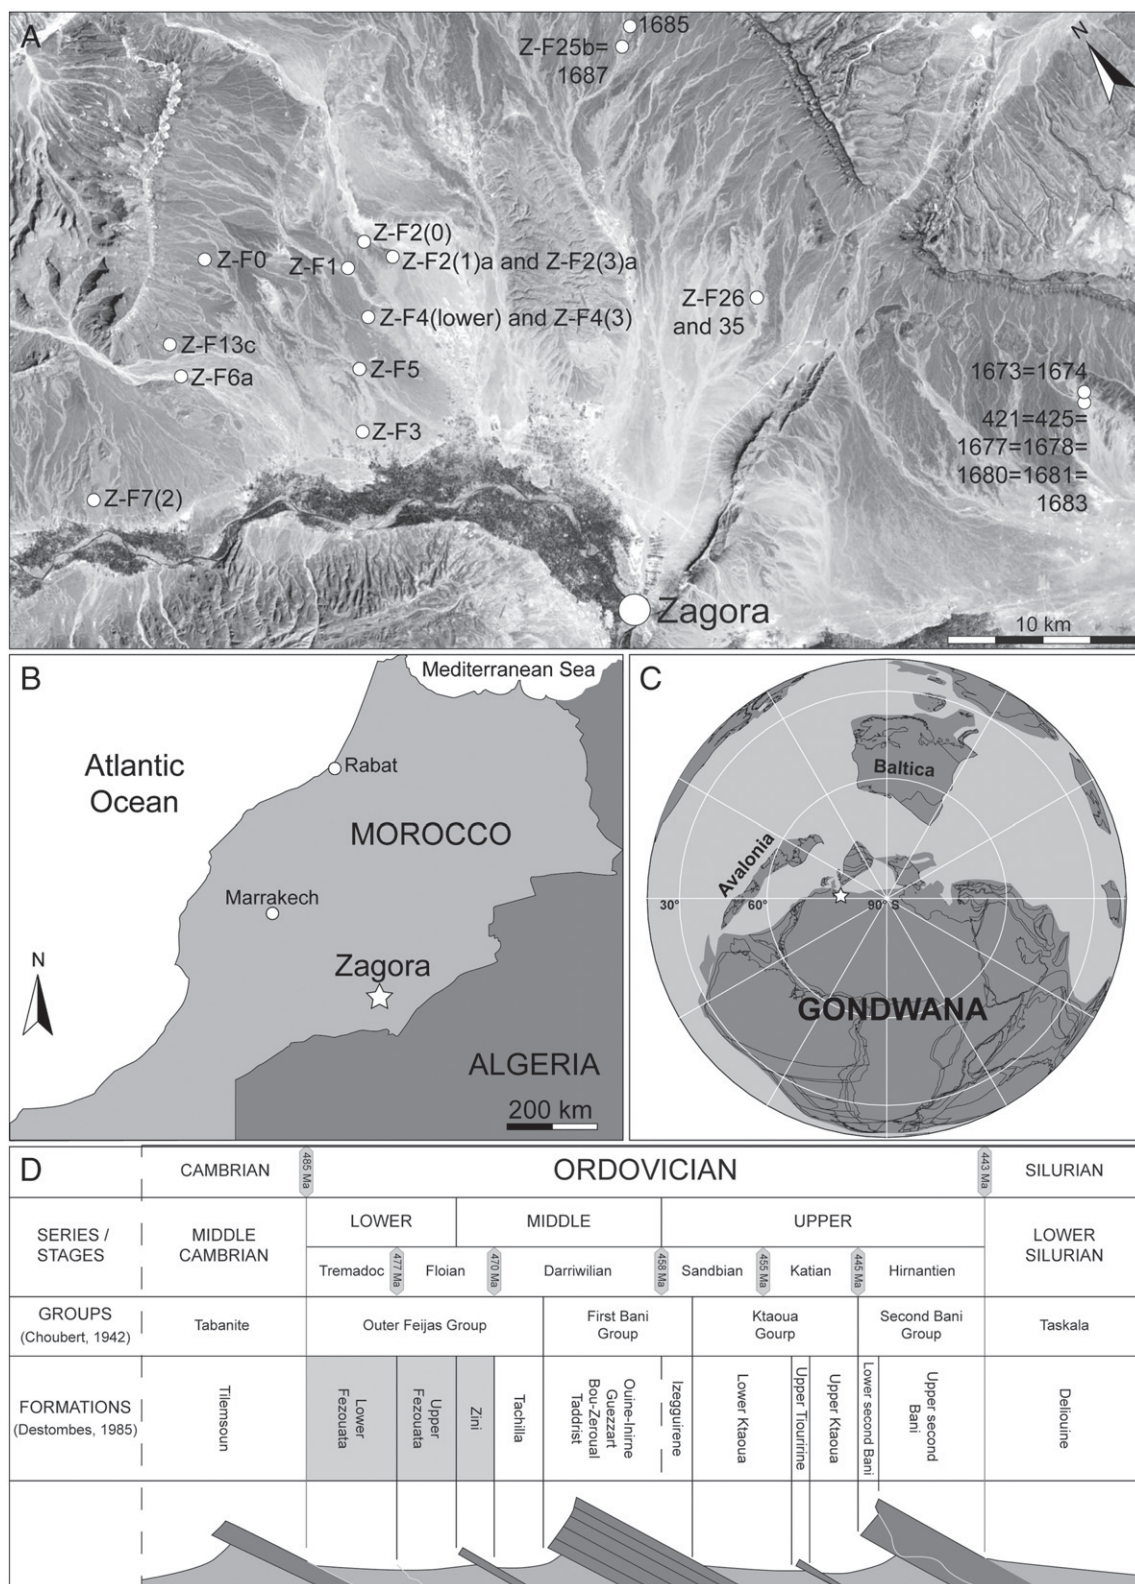 A
1685
Z-F25b=
1687
N
Z-F2(0)
Z-F0
Z-F1
Z-F2(1)a and Z-F2(3)a
Z-F26
and 35
Z-F4(lower) and Z-F4(3)
Z-F13c
Z-F5
Z-F6a
1673=1674
421=425=
1677=1678=
1680=1681=
1683
Z-F3
Z-F7(2)
Zagora
10 km
B
Mediterranean Sea
Atlantic
Ocean
Rabat
MOROCCO
Marrakech
Zagora
N
ALGERIA
200 km
C
Baltica
Avalonia
30°
60°
90° S
GONDWANA
D
CAMBRIAN
485 Ma
ORDOVICIAN
443 Ma
SILURIAN
SERIES /
STAGES
MIDDLE
CAMBRIAN
LOWER
MIDDLE
UPPER
LOWER
SILURIAN
Tremadoc
477 Ma
Floian
470 Ma
Darriwilian
458 Ma
Sandbian
455 Ma
Katian
445 Ma
Hirnantien
GROUPS
(Choubert, 1942)
Tabanite
Outer Feijas Group
First Bani
Group
Ktaoua
Gourp
Second Bani
Group
Taskala
FORMATIONS
(Destombes, 1985)
Tilemsoun
Lower
Fezouata
Upper
Fezouata
Zini
Tachilla
Ouine-Inirne
Guezzart
Bou-Zeroual
Taddrist
Izegguirene
Lower Ktaoua
Upper Tiouririne
Upper Ktaoua
Lower second Bani
Upper second
Bani
Deliouine